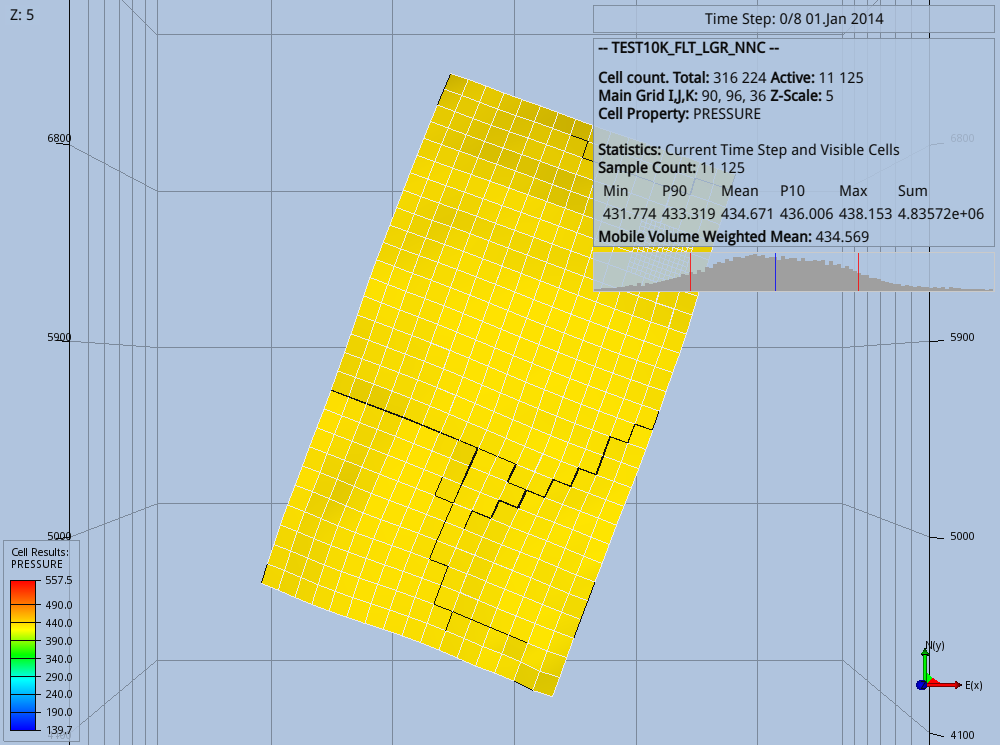 Z: 5
Time Step: 0/8 01.Jan 2014
-- TEST10K_FLT_LGR_NNC --
Cell count. Total: 316 224 Active: 11 125
Main Grid I,J,K: 90, 96, 36 Z-Scale: 5
Cell Property: PRESSURE
Statistics: Current Time Step and Visible Cells
Sample Count: 11 125
Min P90 Mean P10 Max Sum
431.774 433.319 434.671 436.006 438.153 4.83572e+06
Mobile Volume Weighted Mean: 434.569
6800 6800
5900 5900
5000 5000
4100 4100
Cell Results:
PRESSURE
557.5
490.0
440.0
390.0
340.0
290.0
240.0
190.0
139.7
N(y)
E(x)